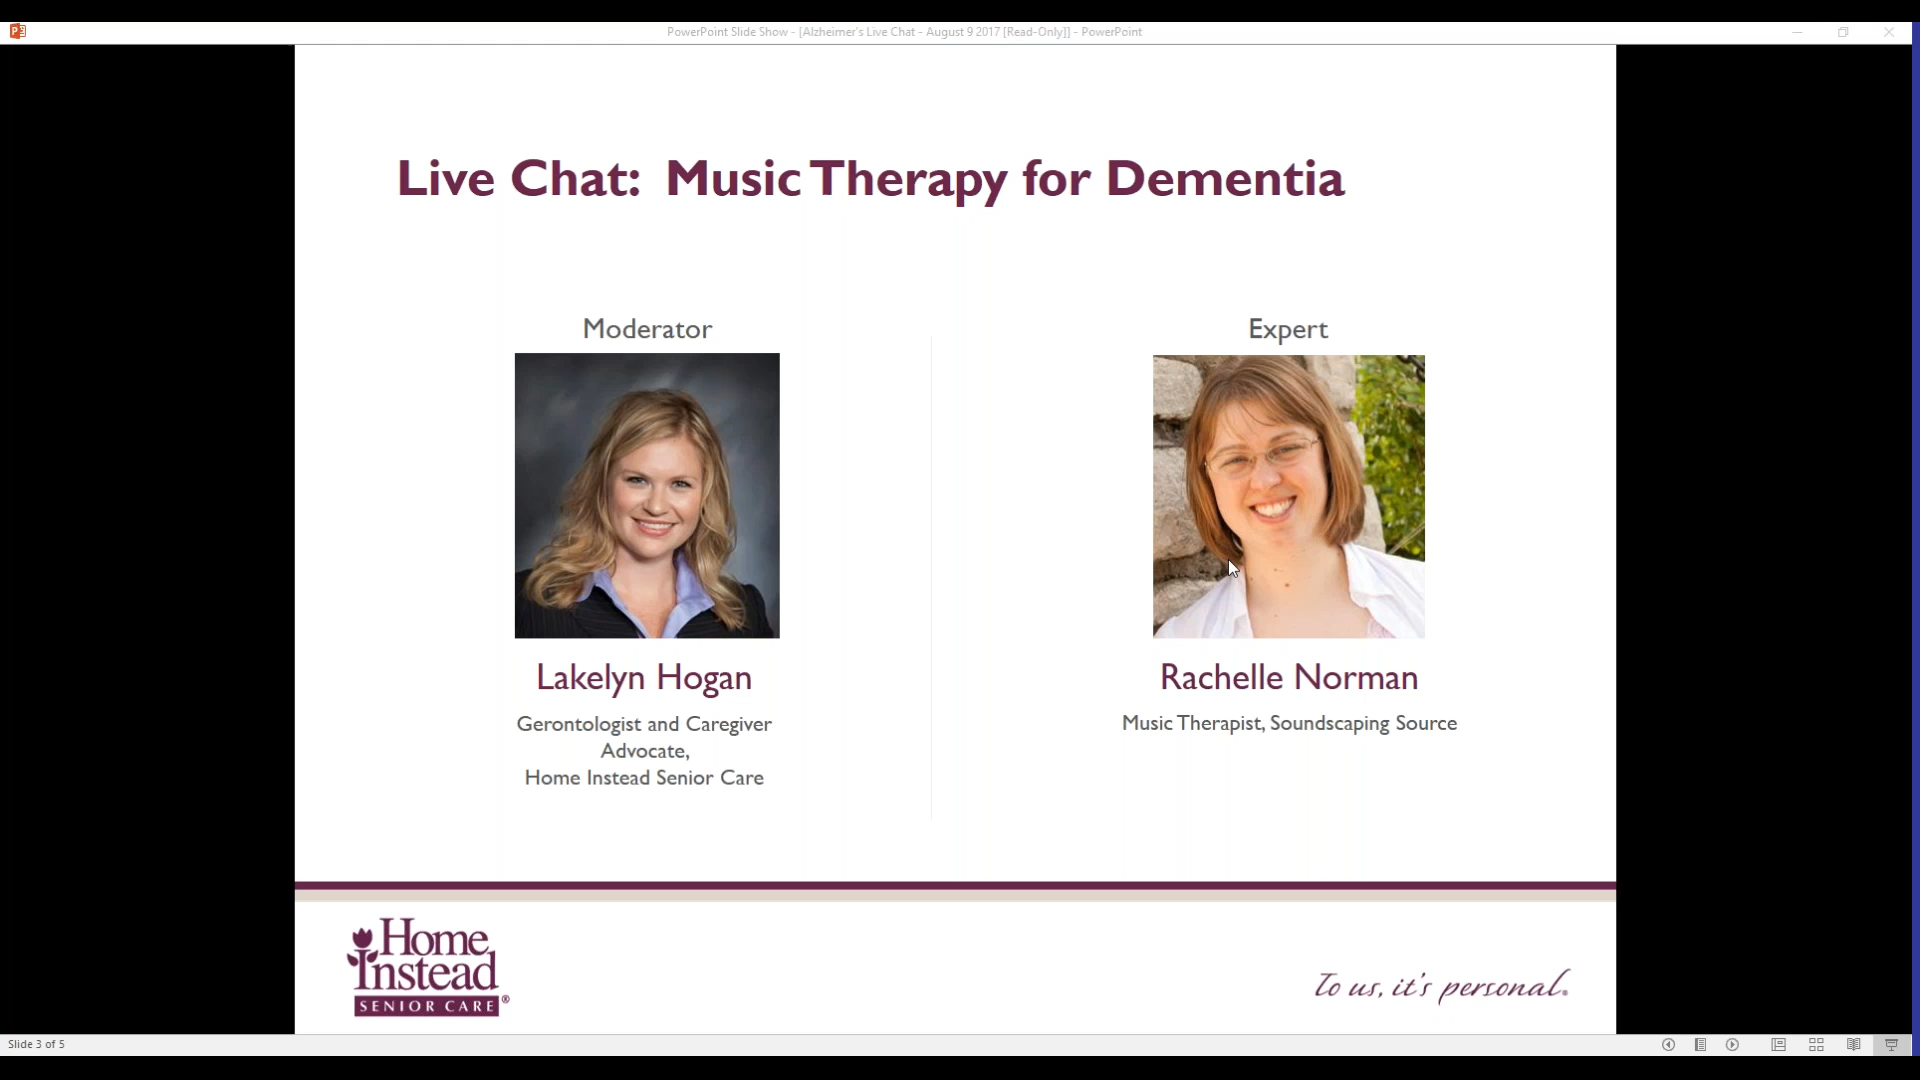 PowerPoint Slide Show - [Alzheimer's Live Chat - August 9 2017 [Read-Only]] - PowerPoint
Live Chat: Music Therapy for Dementia
Moderator
Expert
Lakelyn Hogan
Rachelle Norman
Gerontologist and Caregiver
Advocate,
Home Instead Senior Care
Music Therapist, Soundscaping Source
Home
Instead
SENIOR CARE®
To us, it's personal.
Slide 3 of 5